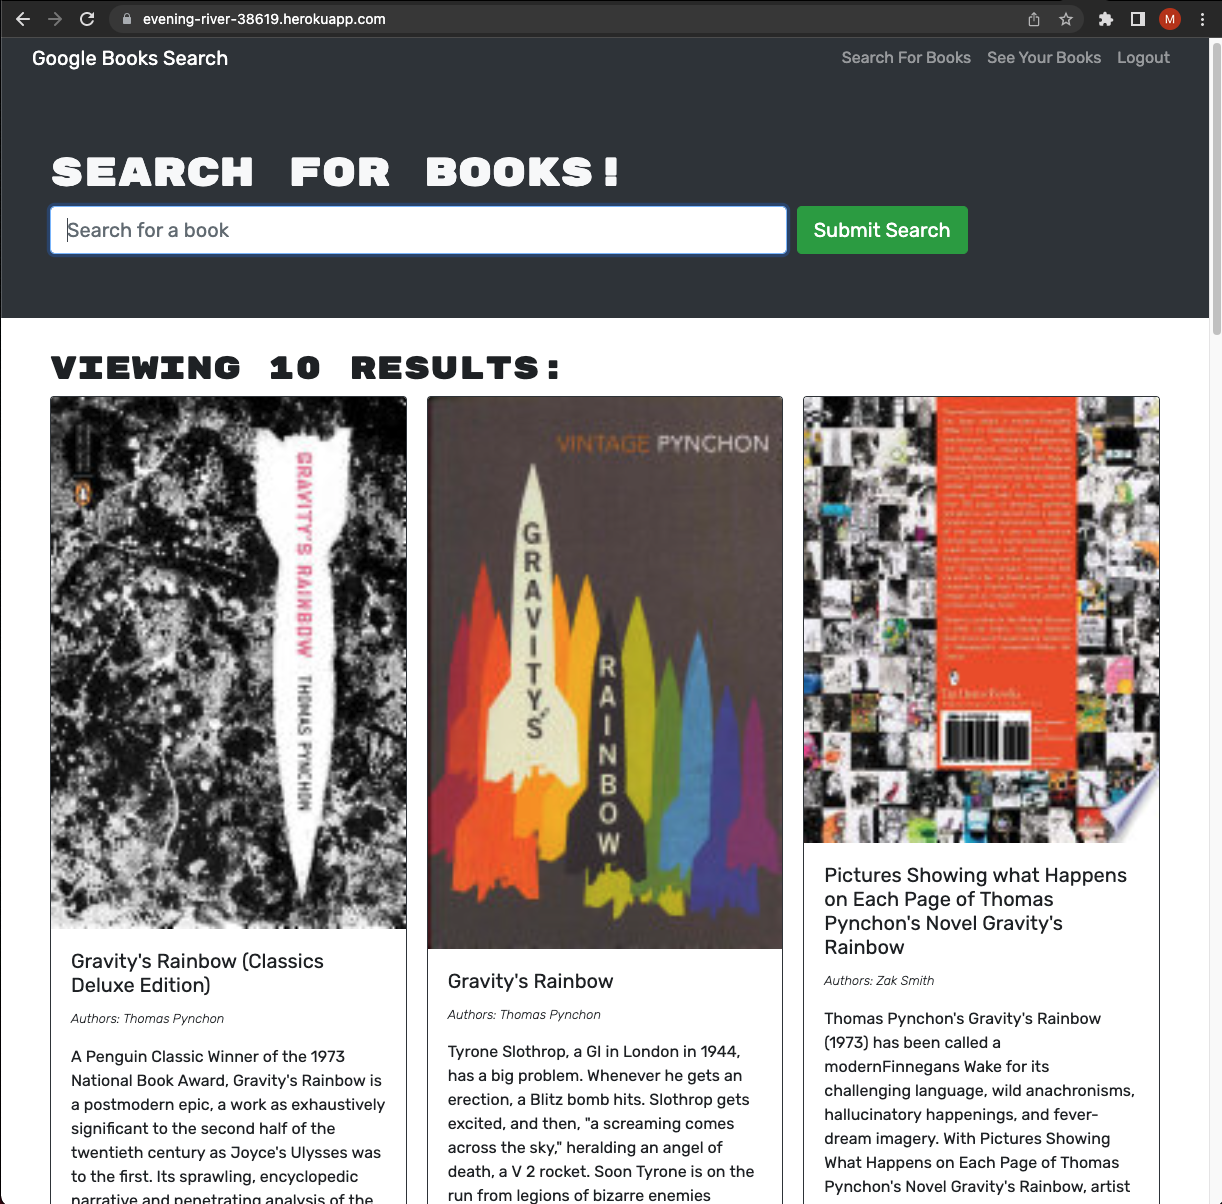 evening-river-38619.herokuapp.com
M
Google Books Search
Search For Books
See Your Books
Logout
SEARCH FOR BOOKS!
Search for a book
Submit Search
VIEWING 10 RESULTS:
GRAVITY'S RAINBOW THOMAS PYNCHON
VINTAGE PYNCHON
GRAVITY'S
RAINBOW
Gravity's Rainbow (Classics
Deluxe Edition)
Authors: Thomas Pynchon
A Penguin Classic Winner of the 1973
National Book Award, Gravity's Rainbow is
a postmodern epic, a work as exhaustively
significant to the second half of the
twentieth century as Joyce's Ulysses was
to the first. Its sprawling, encyclopedic
narrative and penetrating analysis of the
Gravity's Rainbow
Authors: Thomas Pynchon
Tyrone Slothrop, a GI in London in 1944,
has a big problem. Whenever he gets an
erection, a Blitz bomb hits. Slothrop gets
excited, and then, "a screaming comes
across the sky," heralding an angel of
death, a V 2 rocket. Soon Tyrone is on the
run from legions of bizarre enemies
Pictures Showing what Happens
on Each Page of Thomas
Pynchon's Novel Gravity's
Rainbow
Authors: Zak Smith
Thomas Pynchon's Gravity's Rainbow
(1973) has been called a
modernFinnegans Wake for its
challenging language, wild anachronisms,
hallucinatory happenings, and fever-
dream imagery. With Pictures Showing
What Happens on Each Page of Thomas
Pynchon's Novel Gravity's Rainbow, artist